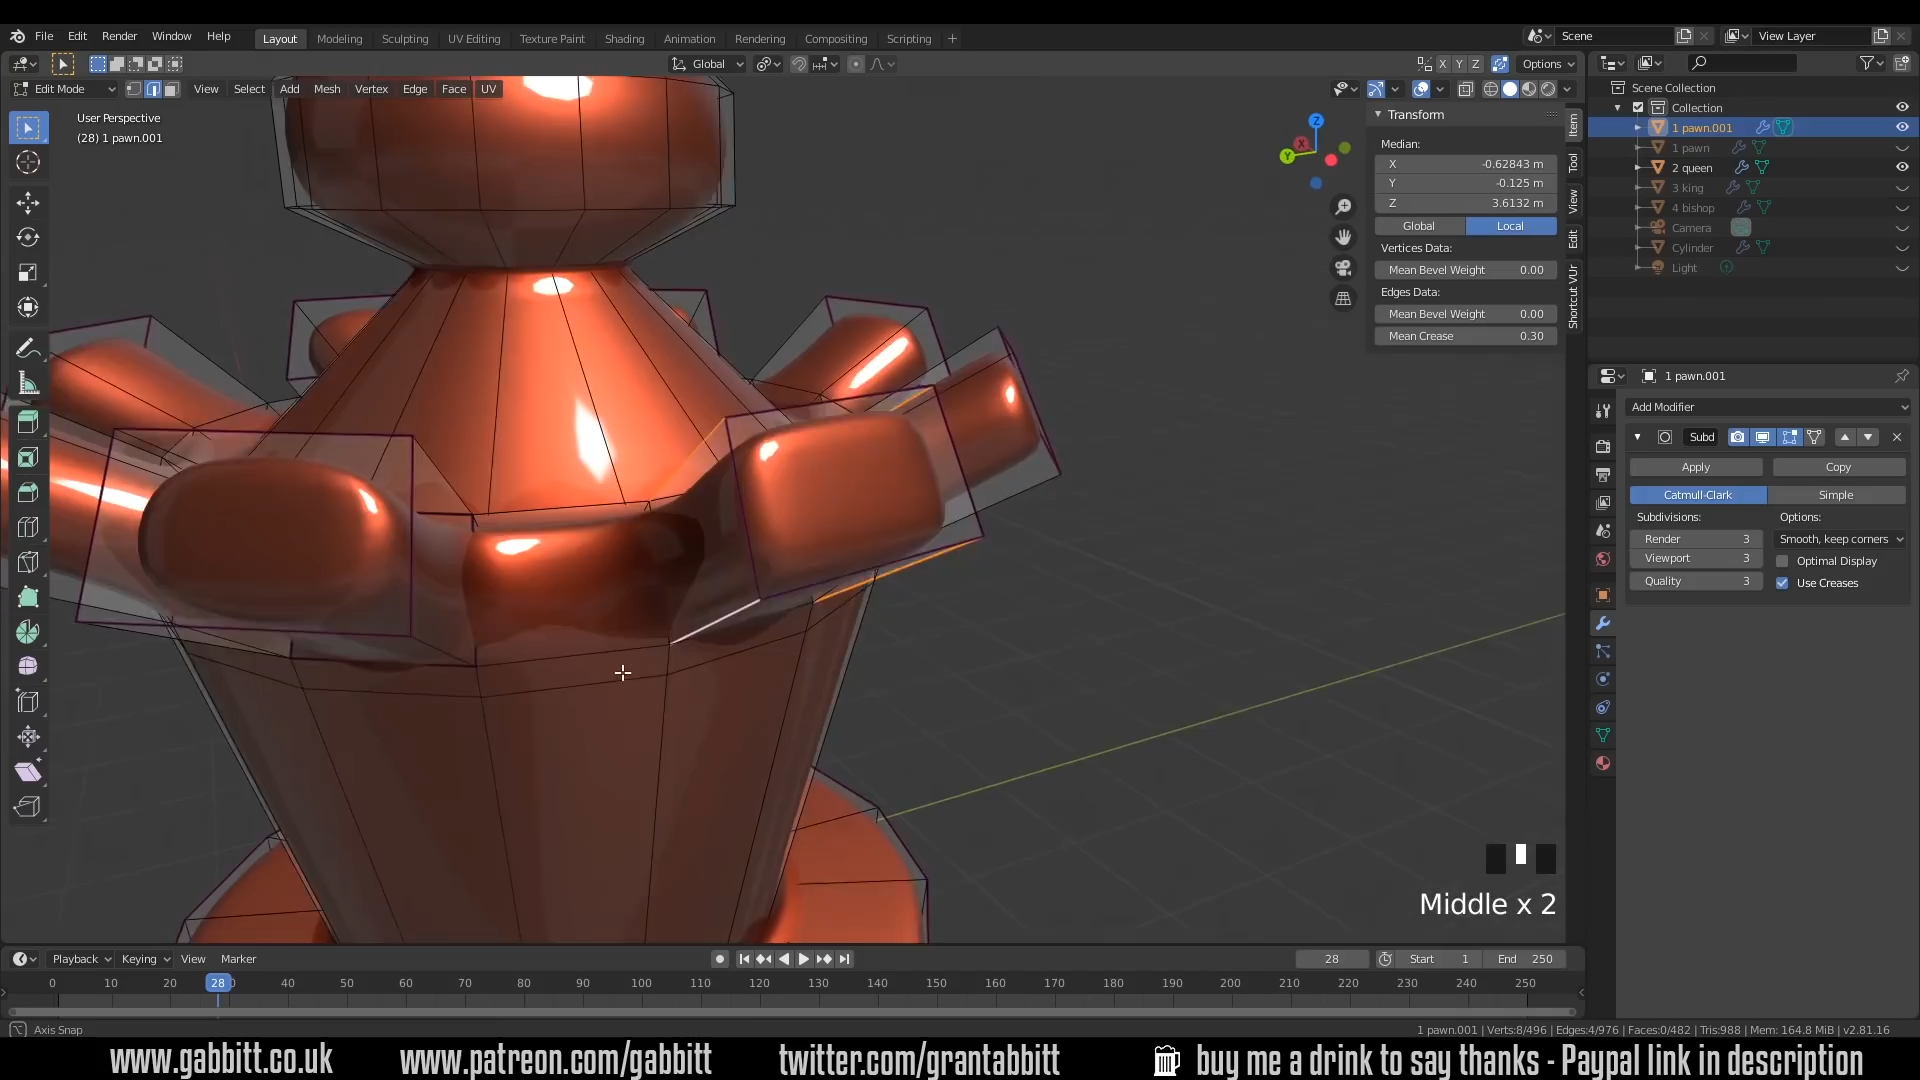 File Edit Render Window Help Layout Modeling Sculpting UV Editing Texture Paint Shading Animation Rendering Compositing Scripting + Scene View Layer
Global X Y Z Options
Edit Mode View Select Add Mesh Vertex Edge Face UV
User Perspective
(28) 1 pawn.001
Z
X
Y
Transform
Median:
X -0.62843 m
Y -0.125 m
Z 3.6132 m
Global Local
Vertices Data:
Mean Bevel Weight 0.00
Edges Data:
Mean Bevel Weight 0.00
Mean Crease 0.30
Item
Tool
View
Edit
Shortcut VUr
Scene Collection
Collection
1 pawn.001
1 pawn
2 queen
3 king
4 bishop
Camera
Cylinder
Light
1 pawn.001
Add Modifier
Subd
Apply Copy
Catmull-Clark Simple
Subdivisions: Options:
Render 3 Smooth, keep corners
Viewport 3 Optimal Display
Quality 3 Use Creases
Middle x 2
Playback Keying View Marker 28 Start 1 End 250
0 10 20 28 40 50 60 70 80 90 100 110 120 130 140 150 160 170 180 190 200 210 220 230 240 250
Axis Snap
1 pawn.001 | Verts:8/496 | Edges:4/976 | Faces:0/482 | Tris:988 | Mem: 164.8 MiB | v2.81.16
www.gabbitt.co.uk www.patreon.com/gabbitt twitter.com/grantabbitt buy me a drink to say thanks - Paypal link in description